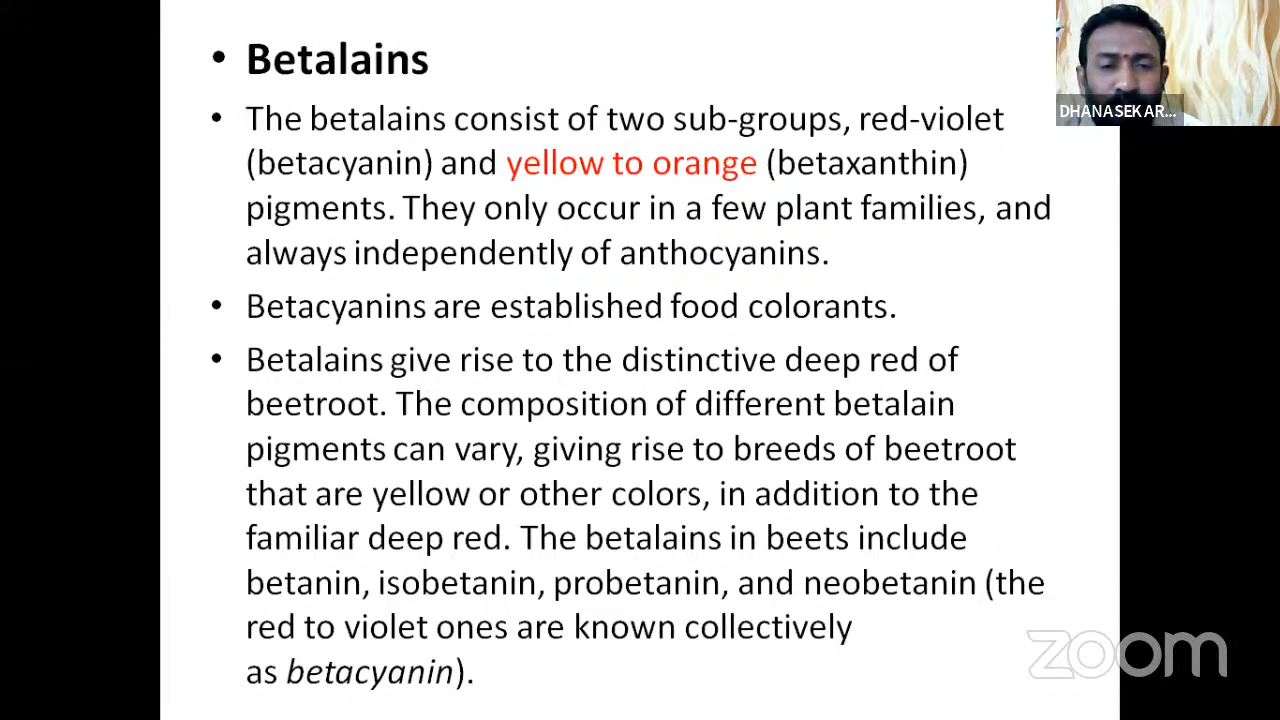 • Betalains
• The betalains consist of two sub-groups, red-violet
(betacyanin) and yellow to orange (betaxanthin)
pigments. They only occur in a few plant families, and
always independently of anthocyanins.
• Betacyanins are established food colorants.
• Betalains give rise to the distinctive deep red of
beetroot. The composition of different betalain
pigments can vary, giving rise to breeds of beetroot
that are yellow or other colors, in addition to the
familiar deep red. The betalains in beets include
betanin, isobetanin, probetanin, and neobetanin (the
red to violet ones are known collectively
as betacyanin).
DHANASEKAR...
zoom